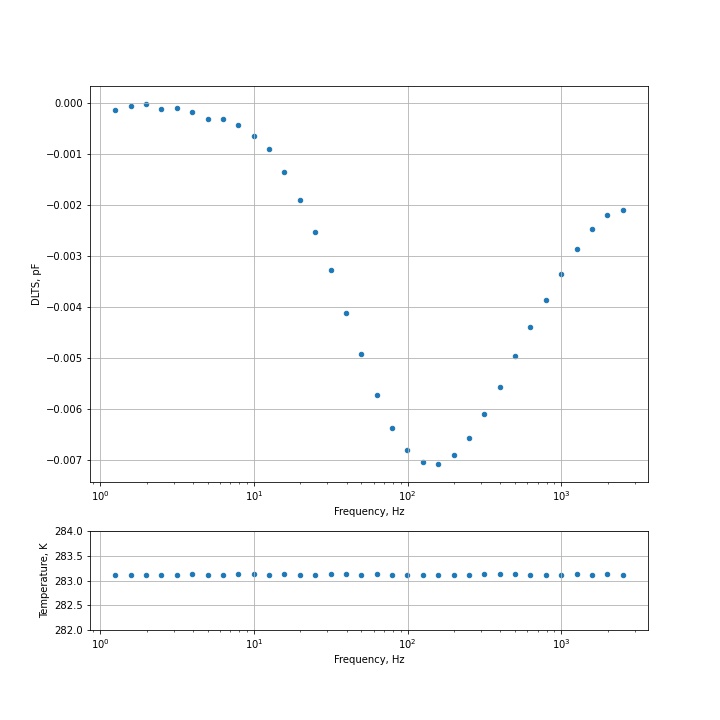 0.000
−0.001
−0.002
−0.003
−0.004
−0.005
−0.006
−0.007
DLTS, pF
10⁰ 10¹ 10² 10³
Frequency, Hz
284.0
283.5
283.0
282.5
282.0
Temperature, K
10⁰ 10¹ 10² 10³
Frequency, Hz